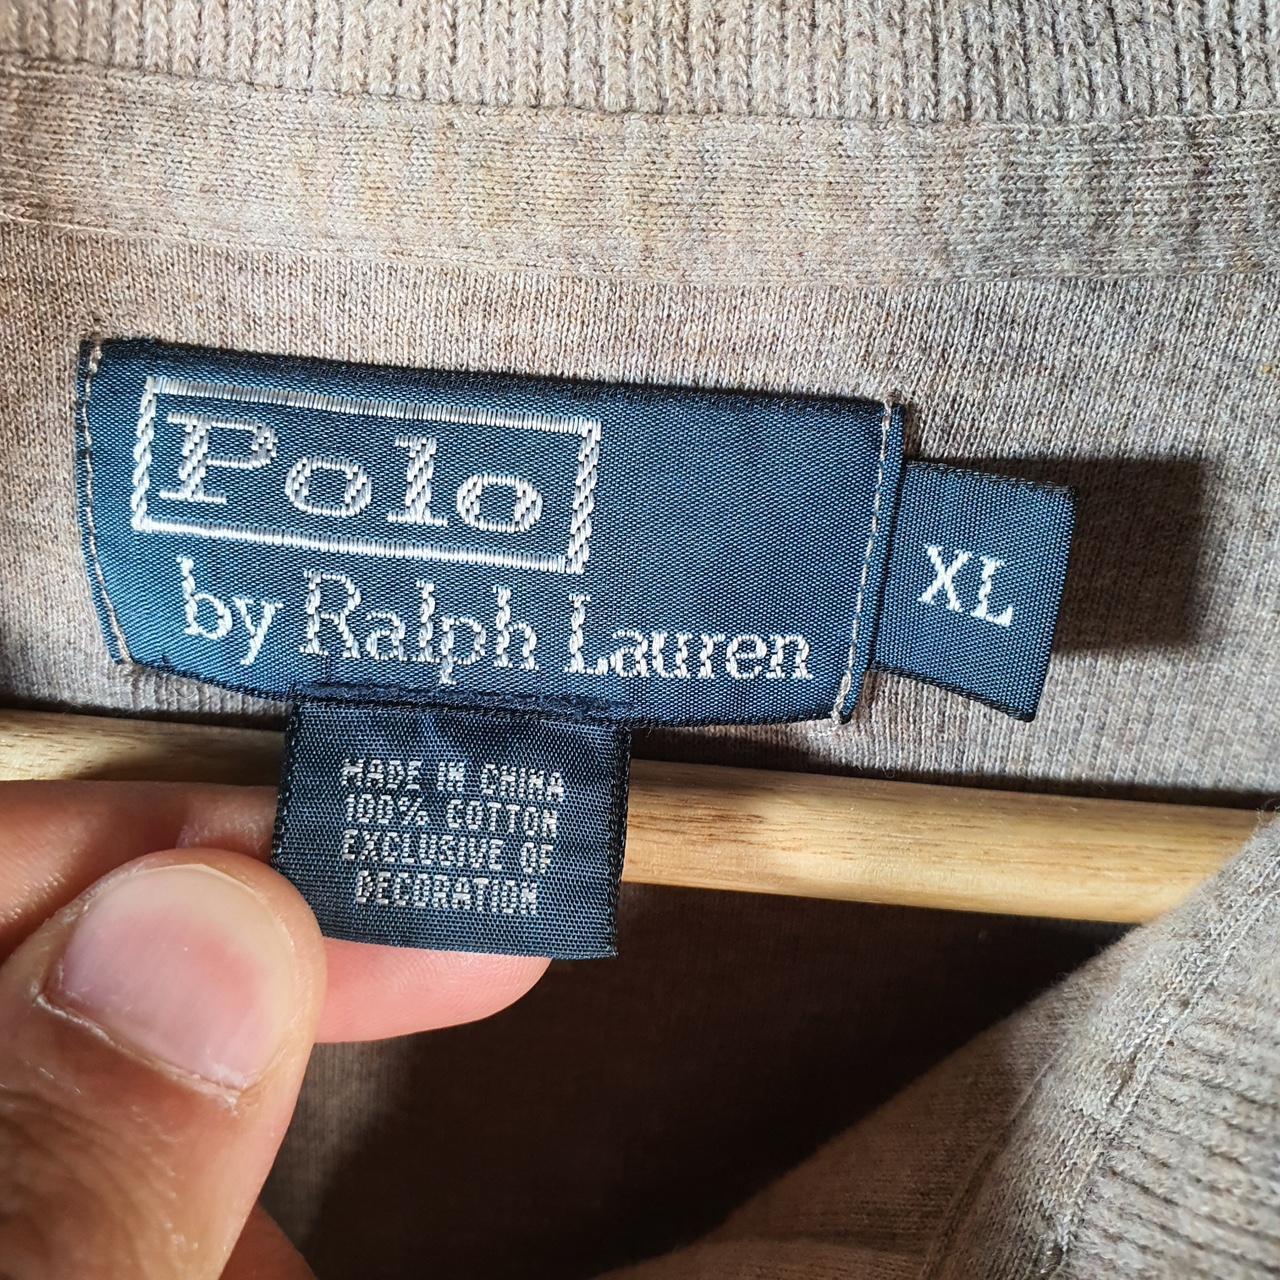 Polo
by Ralph Lauren
XL
MADE IN CHINA
100% COTTON
EXCLUSIVE OF
DECORATION